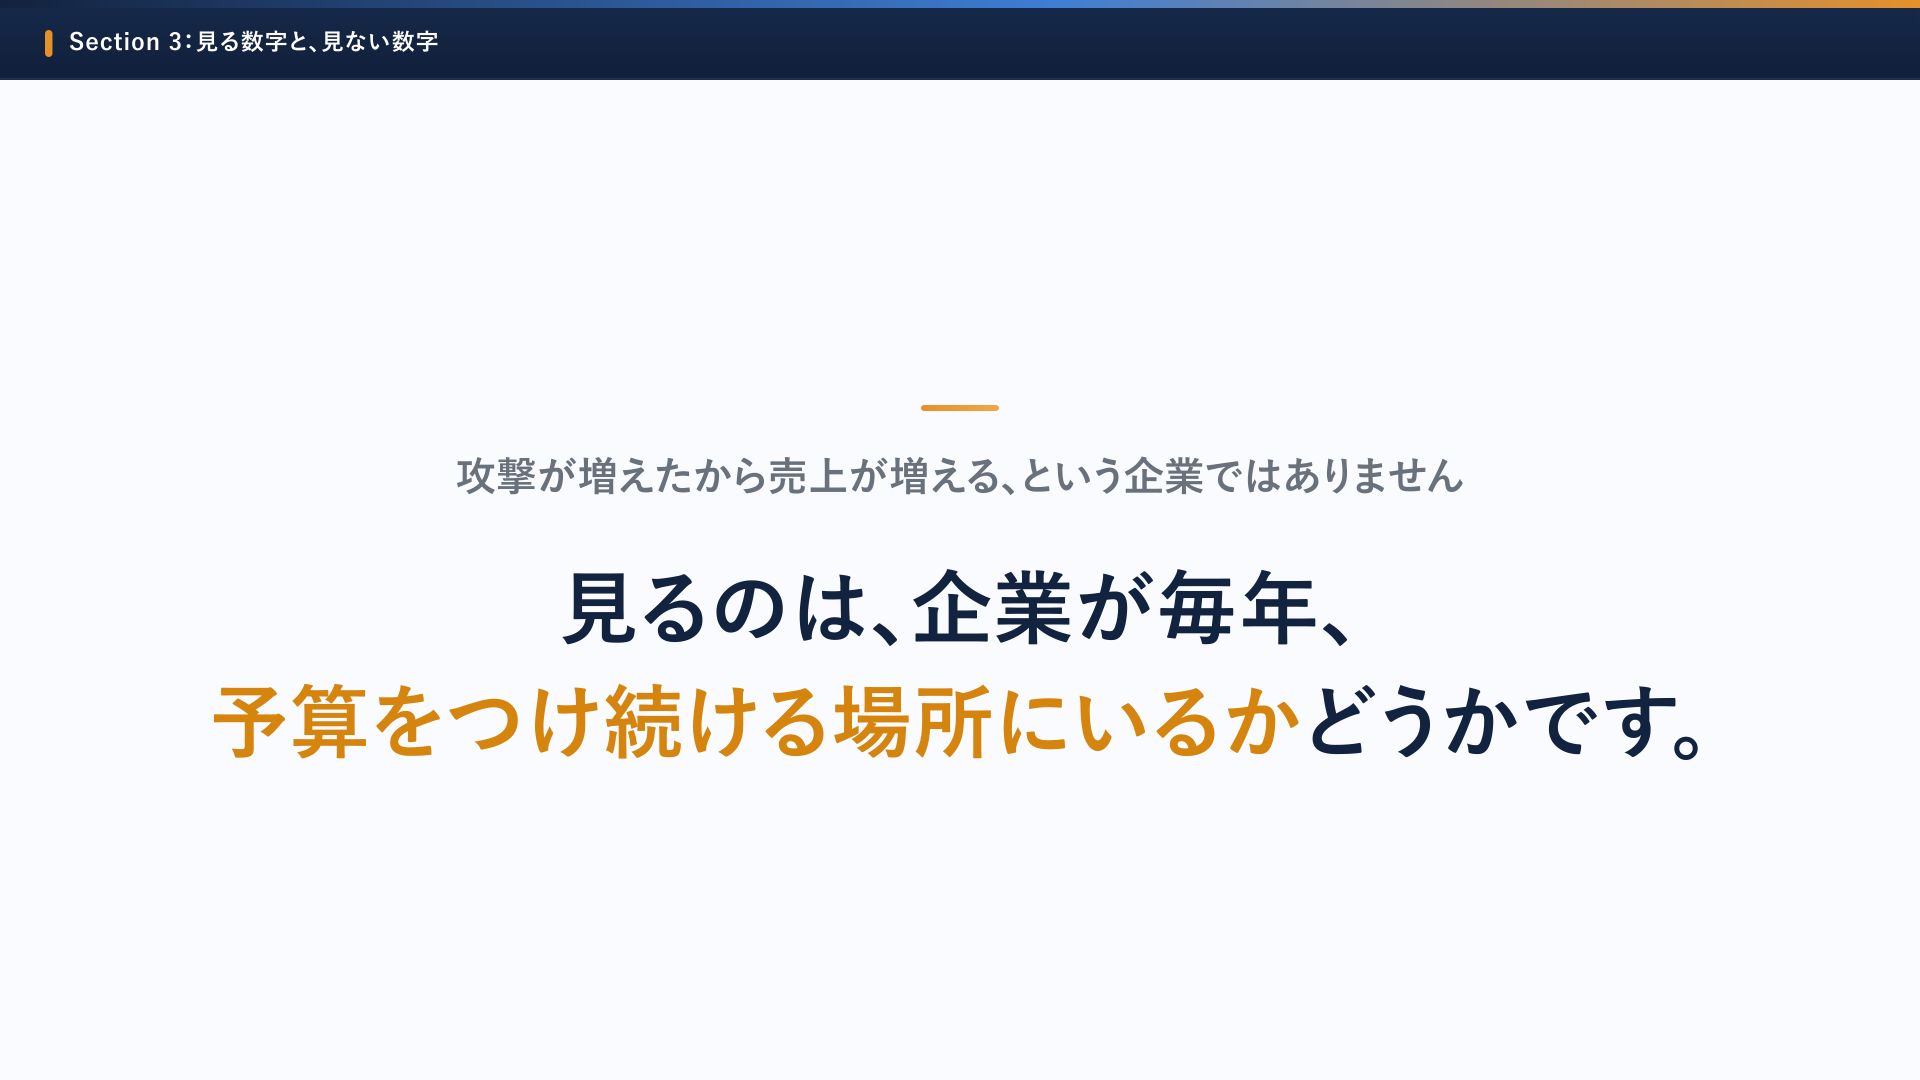 Section 3：見る数字と、見ない数字
攻撃が増えたから売上が増える、という企業ではありません
見るのは、企業が毎年、
予算をつけ続ける場所にいるかどうかです。